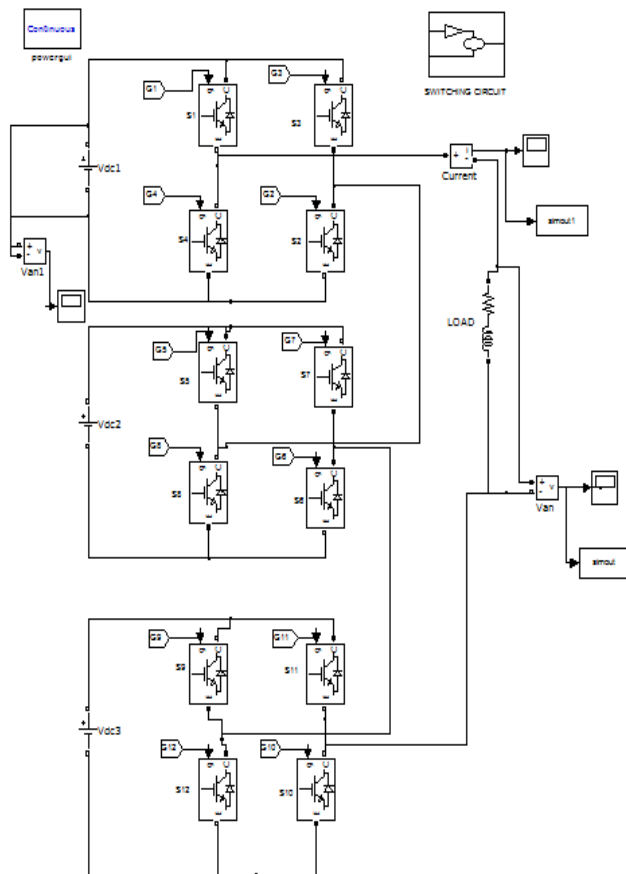 Continuous
powergui
SWITCHING CIRCUIT
G1
g C
S1
E
G3
g C
S3
E
Vdc1
G4
g C
S4
E
G2
g C
S2
E
+ i
-
Current
simout1
+ v
-
Van1
LOAD
G5
g C
S5
E
G7
g C
S7
E
Vdc2
G8
g C
S8
E
G6
g C
S6
E
+ v
-
Van
simout
G9
g C
S9
E
G11
g C
S11
E
Vdc3
G12
g C
S12
E
G10
g C
S10
E